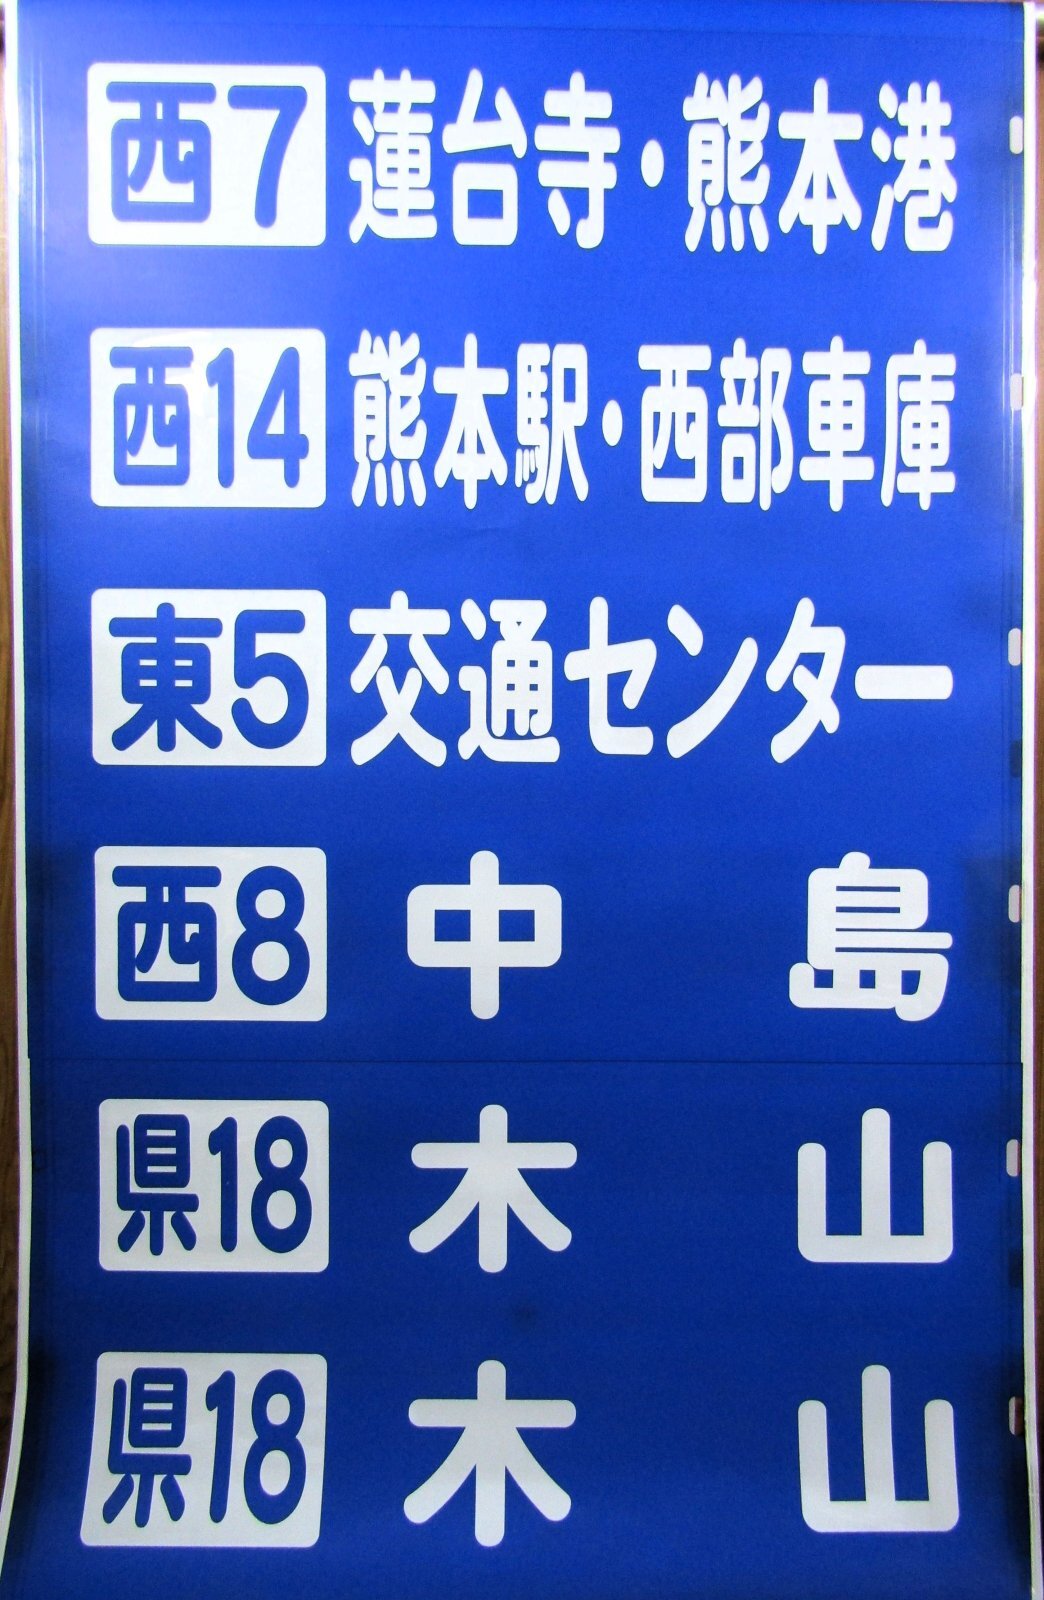 西7 蓮台寺・熊本港
西14 熊本駅・西部車庫
東5 交通センター
西8 中島
県18 木山
県18 木山